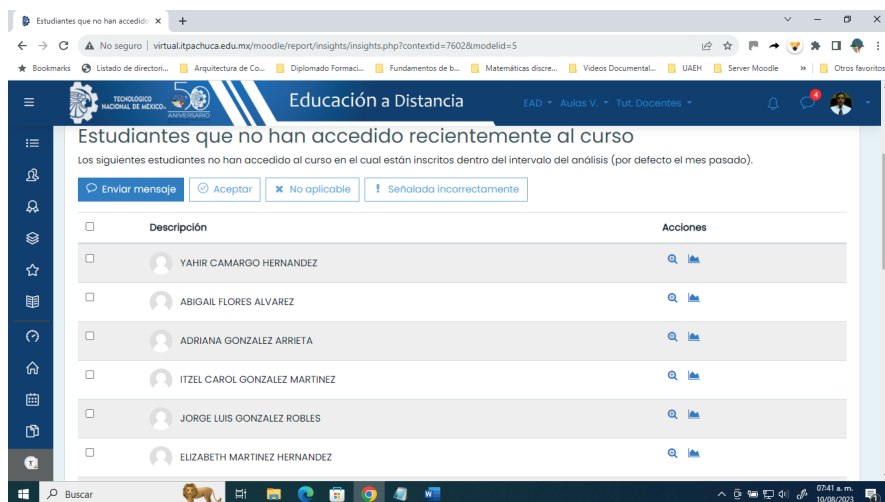 Estudiantes que no han accedido
No seguro | virtual.itpachuca.edu.mx/moodle/report/insights/insights.php?contextid=7602&modelid=5
Bookmarks Listado de directori... Arquitectura de Co... Diplomado Formaci... Fundamentos de b... Matemáticas discre... Videos Documental... UAEH Server Moodle » Otros favoritos
TECNOLÓGICO
NACIONAL DE MÉXICO
50
ANIVERSARIO
Educación a Distancia
EAD Aulas V. Tut. Docentes
4
Estudiantes que no han accedido recientemente al curso
Los siguientes estudiantes no han accedido al curso en el cual están inscritos dentro del intervalo del análisis (por defecto el mes pasado).
Enviar mensaje Aceptar No aplicable Señalada incorrectamente
Descripción Acciones
YAHIR CAMARGO HERNANDEZ
ABIGAIL FLORES ALVAREZ
ADRIANA GONZALEZ ARRIETA
ITZEL CAROL GONZALEZ MARTINEZ
JORGE LUIS GONZALEZ ROBLES
ELIZABETH MARTINEZ HERNANDEZ
Buscar
07:41 a. m.
10/08/2023